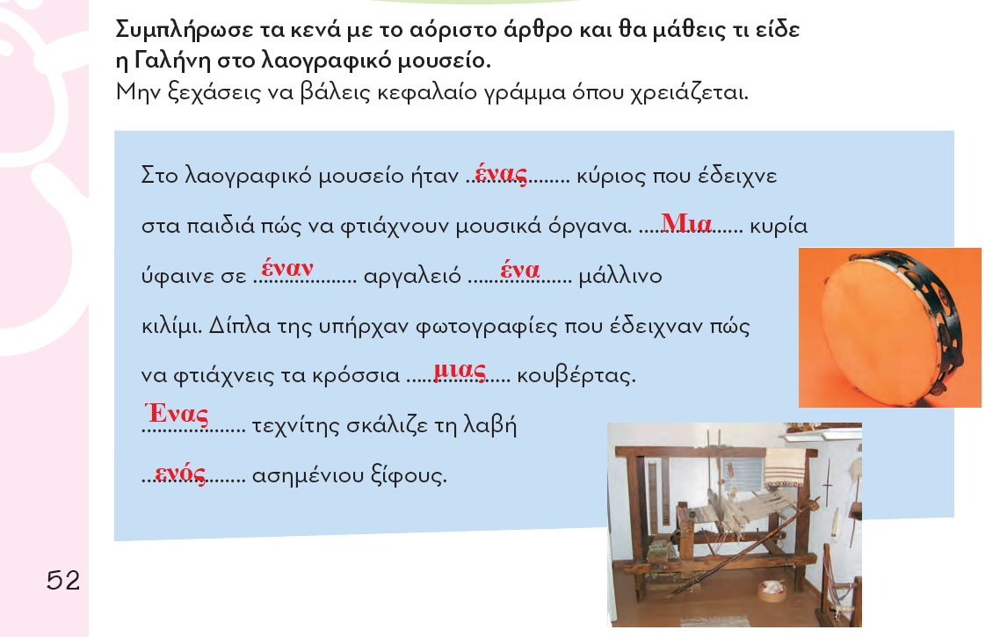 Συμπλήρωσε τα κενά με το αόριστο άρθρο και θα μάθεις τι είδε
η Γαλήνη στο λαογραφικό μουσείο.
Μην ξεχάσεις να βάλεις κεφαλαίο γράμμα όπου χρειάζεται.
Στο λαογραφικό μουσείο ήταν ....ένας.... κύριος που έδειχνε
στα παιδιά πώς να φτιάχνουν μουσικά όργανα. ....Μια.... κυρία
ύφαινε σε ....έναν.... αργαλειό ....ένα.... μάλλινο
κιλίμι. Δίπλα της υπήρχαν φωτογραφίες που έδειχναν πώς
να φτιάχνεις τα κρόσσια ....μιας.... κουβέρτας.
....Ένας.... τεχνίτης σκάλιζε τη λαβή
....ενός.... ασημένιου ξίφους.
52